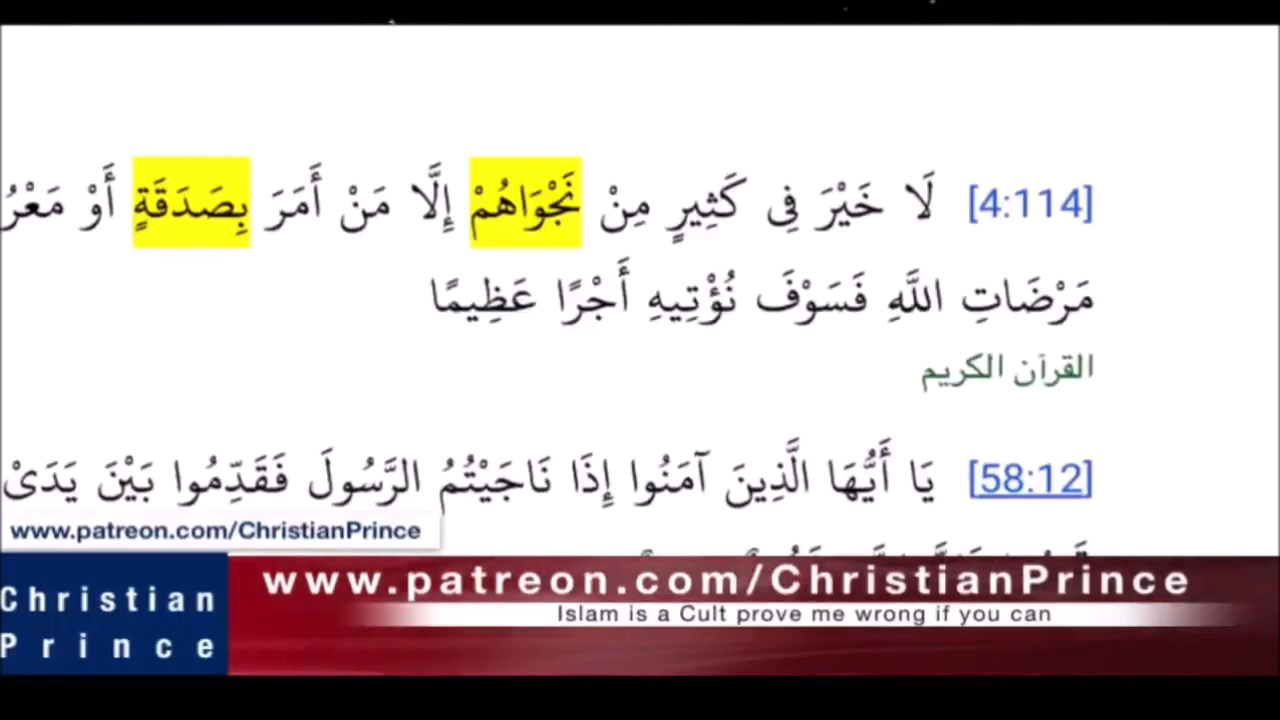 [4:114] لَا خَيْرَ فِى كَثِيرٍ مِنْ نَجْوَاهُمْ إِلَّا مَنْ أَمَرَ بِصَدَقَةٍ أَوْ
مَرْضَاتِ اللَّهِ فَسَوْفَ نُؤْتِيهِ أَجْرًا عَظِيمًا
القرآن الكريم
[58:12] يَا أَيُّهَا الَّذِينَ آمَنُوا إِذَا نَاجَيْتُمُ الرَّسُولَ فَقَدِّمُوا بَيْنَ يَدَىْ
www.patreon.com/ChristianPrince
Christian
Prince
www.patreon.com/ChristianPrince
Islam is a Cult prove me wrong if you can